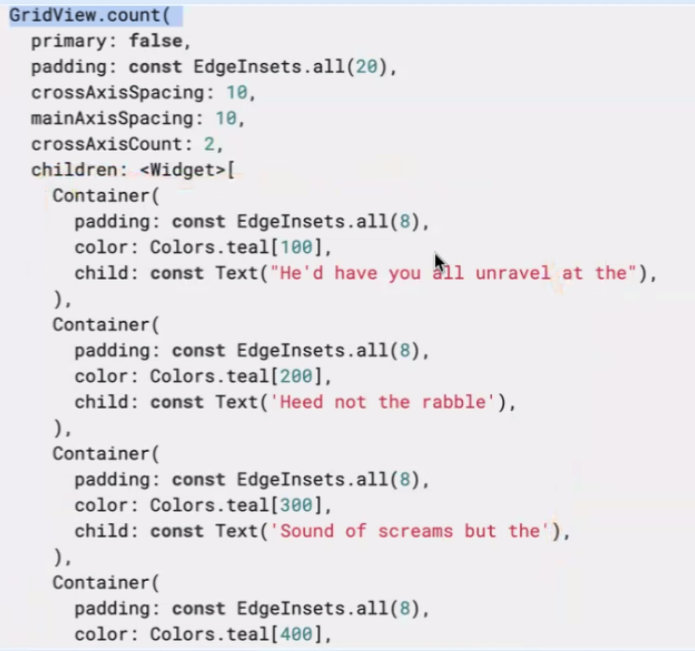 GridView.count(
  primary: false,
  padding: const EdgeInsets.all(20),
  crossAxisSpacing: 10,
  mainAxisSpacing: 10,
  crossAxisCount: 2,
  children: <Widget>[
    Container(
      padding: const EdgeInsets.all(8),
      color: Colors.teal[100],
      child: const Text("He'd have you all unravel at the"),
    ),
    Container(
      padding: const EdgeInsets.all(8),
      color: Colors.teal[200],
      child: const Text('Heed not the rabble'),
    ),
    Container(
      padding: const EdgeInsets.all(8),
      color: Colors.teal[300],
      child: const Text('Sound of screams but the'),
    ),
    Container(
      padding: const EdgeInsets.all(8),
      color: Colors.teal[400],